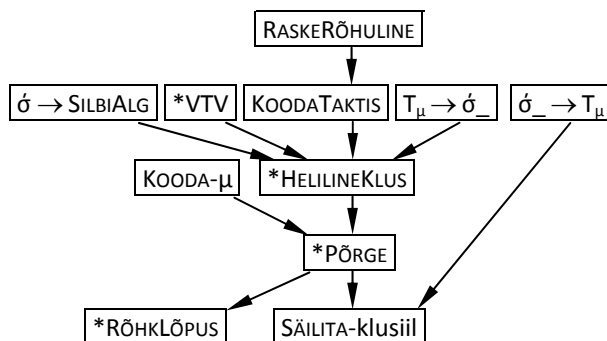 RASKERÕHULINE
σ́ → SILBIALG *VTV KOODATAKTIS Tμ → σ́_ σ́_ → Tμ
KOODA-μ *HELILINEKLUS
*PÕRGE
*RÕHKLÕPUS SÄILITA-klusiil